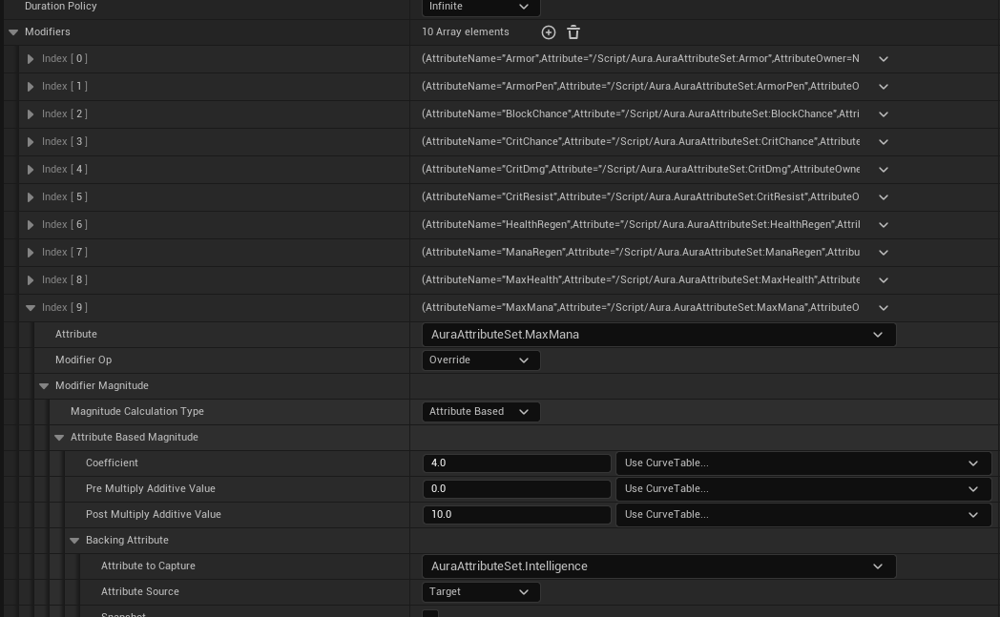 Duration Policy Infinite
Modifiers 10 Array elements
Index [ 0 ] (AttributeName="Armor",Attribute="/Script/Aura.AuraAttributeSet:Armor",AttributeOwner=N
Index [ 1 ] (AttributeName="ArmorPen",Attribute="/Script/Aura.AuraAttributeSet:ArmorPen",AttributeO
Index [ 2 ] (AttributeName="BlockChance",Attribute="/Script/Aura.AuraAttributeSet:BlockChance",Attri
Index [ 3 ] (AttributeName="CritChance",Attribute="/Script/Aura.AuraAttributeSet:CritChance",Attribute
Index [ 4 ] (AttributeName="CritDmg",Attribute="/Script/Aura.AuraAttributeSet:CritDmg",AttributeOwne
Index [ 5 ] (AttributeName="CritResist",Attribute="/Script/Aura.AuraAttributeSet:CritResist",AttributeO
Index [ 6 ] (AttributeName="HealthRegen",Attribute="/Script/Aura.AuraAttributeSet:HealthRegen",Attril
Index [ 7 ] (AttributeName="ManaRegen",Attribute="/Script/Aura.AuraAttributeSet:ManaRegen",Attribu
Index [ 8 ] (AttributeName="MaxHealth",Attribute="/Script/Aura.AuraAttributeSet:MaxHealth",Attribute
Index [ 9 ] (AttributeName="MaxMana",Attribute="/Script/Aura.AuraAttributeSet:MaxMana",AttributeO
Attribute AuraAttributeSet.MaxMana
Modifier Op Override
Modifier Magnitude
Magnitude Calculation Type Attribute Based
Attribute Based Magnitude
Coefficient 4.0 Use CurveTable...
Pre Multiply Additive Value 0.0 Use CurveTable...
Post Multiply Additive Value 10.0 Use CurveTable...
Backing Attribute
Attribute to Capture AuraAttributeSet.Intelligence
Attribute Source Target
Snapshot